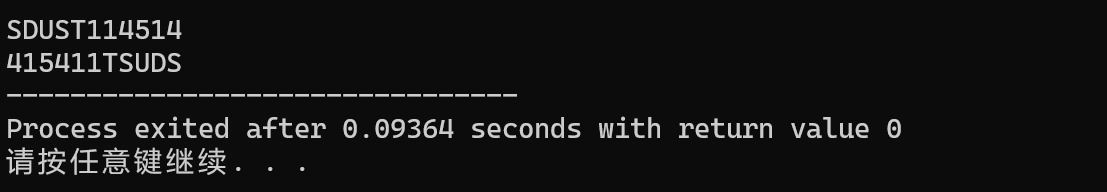 SDUST114514
415411TSUDS
--------------------------------
Process exited after 0.09364 seconds with return value 0
请按任意键继续. . .